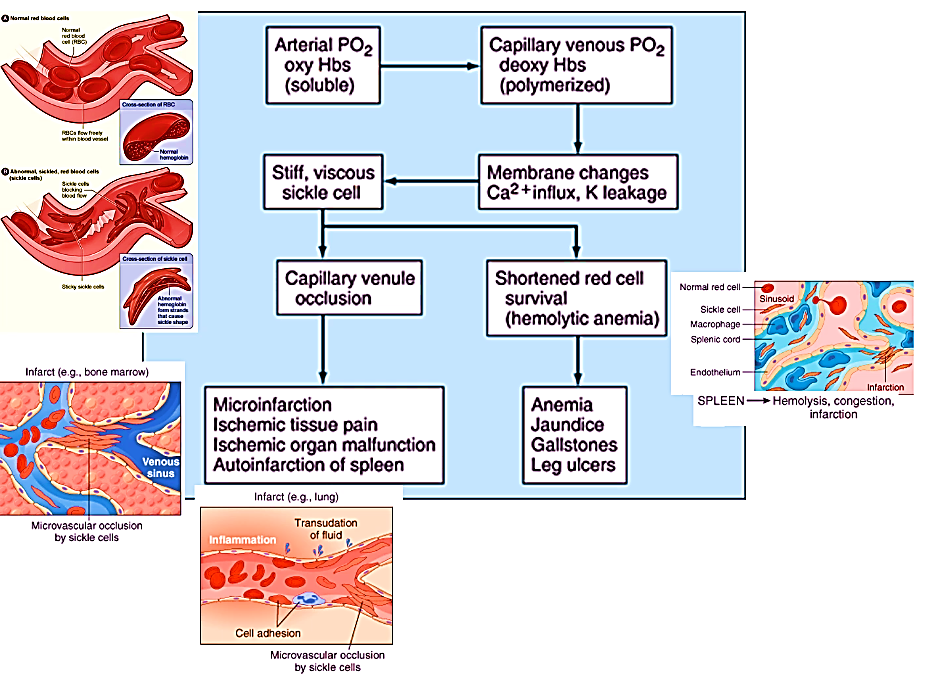 A Normal red blood cells
Normal
red blood
cell (RBC)
RBCs flow freely
within blood vessel
Cross-section of RBC
Normal
hemoglobin
B Abnormal, sickled, red blood cells
(sickle cells)
Sickle cells
blocking
blood flow
Sticky sickle cells
Cross-section of sickle cell
Abnormal
hemoglobin
form strands
that cause
sickle shape
Arterial PO2
oxy Hbs
(soluble)
Capillary venous PO2
deoxy Hbs
(polymerized)
Stiff, viscous
sickle cell
Membrane changes
Ca2+influx, K leakage
Capillary venule
occlusion
Shortened red cell
survival
(hemolytic anemia)
Microinfarction
Ischemic tissue pain
Ischemic organ malfunction
Autoinfarction of spleen
Anemia
Jaundice
Gallstones
Leg ulcers
Normal red cell
Sinusoid
Sickle cell
Macrophage
Splenic cord
Endothelium
Infarction
SPLEEN → Hemolysis, congestion,
infarction
Infarct (e.g., bone marrow)
Venous
sinus
Microvascular occlusion
by sickle cells
Infarct (e.g., lung)
Inflammation
Transudation
of fluid
Cell adhesion
Microvascular occlusion
by sickle cells